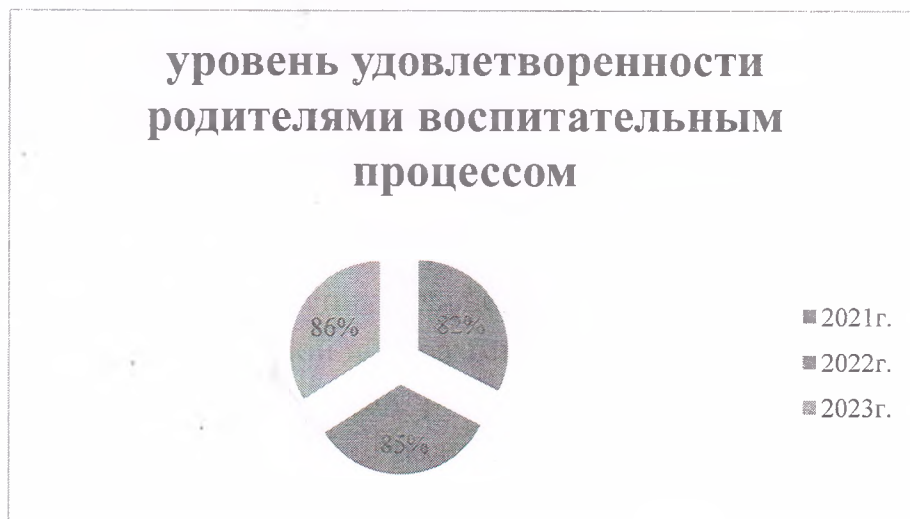 уровень удовлетворенности
родителями воспитательным
процессом
86%
82%
85%
2021г.
2022г.
2023г.